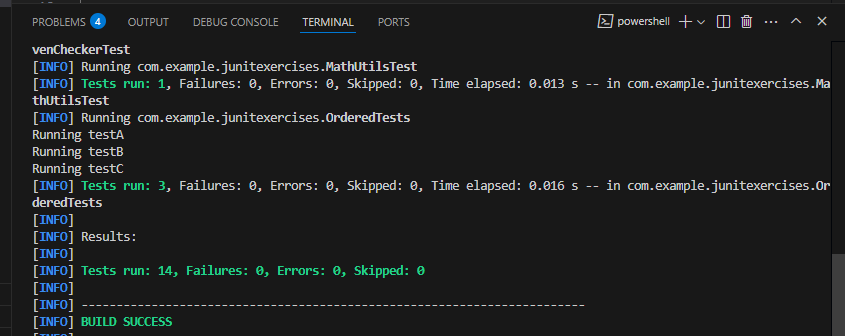 PROBLEMS 4 OUTPUT DEBUG CONSOLE TERMINAL PORTS powershell
venCheckerTest
[INFO] Running com.example.junitexercises.MathUtilsTest
[INFO] Tests run: 1, Failures: 0, Errors: 0, Skipped: 0, Time elapsed: 0.013 s -- in com.example.junitexercises.Ma
thUtilsTest
[INFO] Running com.example.junitexercises.OrderedTests
Running testA
Running testB
Running testC
[INFO] Tests run: 3, Failures: 0, Errors: 0, Skipped: 0, Time elapsed: 0.016 s -- in com.example.junitexercises.Or
deredTests
[INFO]
[INFO] Results:
[INFO]
[INFO] Tests run: 14, Failures: 0, Errors: 0, Skipped: 0
[INFO]
[INFO] ------------------------------------------------------------------------
[INFO] BUILD SUCCESS